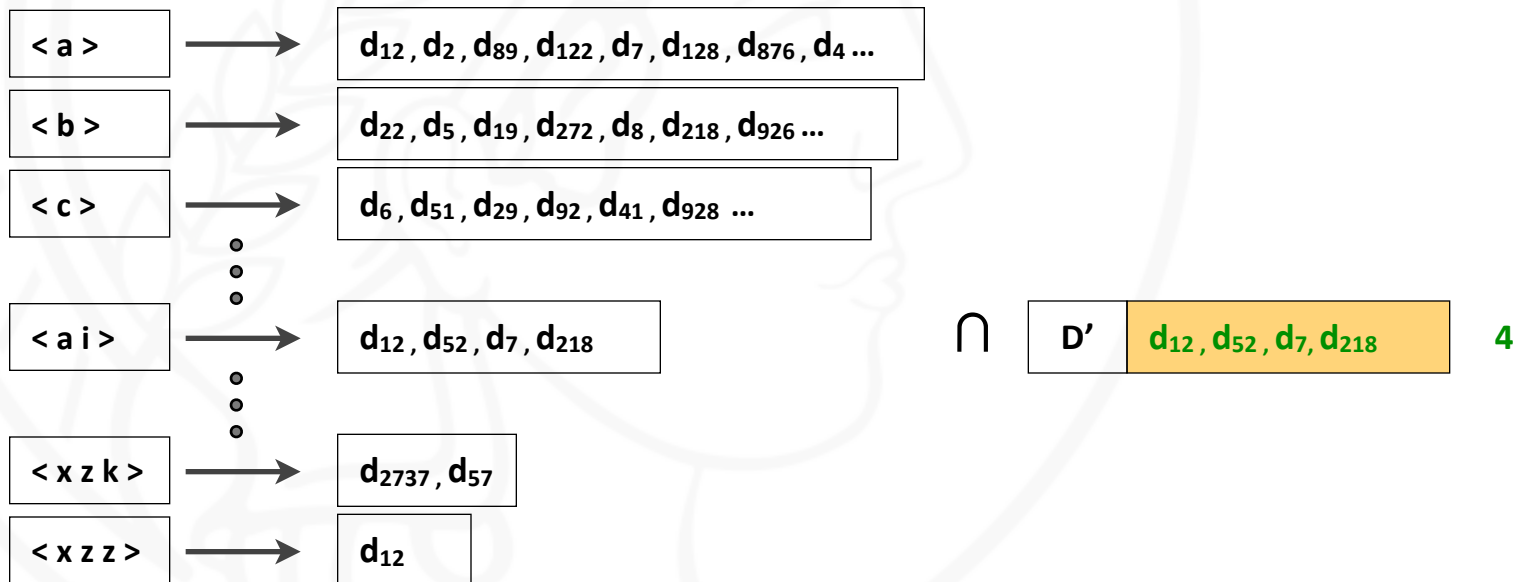 < a > d12 , d2 , d89 , d122 , d7 , d128 , d876 , d4 ...
< b > d22 , d5 , d19 , d272 , d8 , d218 , d926 ...
< c > d6 , d51 , d29 , d92 , d41 , d928 ...
< a i > d12 , d52 , d7 , d218 ∩ D’ d12 , d52 , d7, d218 4
< x z k > d2737 , d57
< x z z > d12